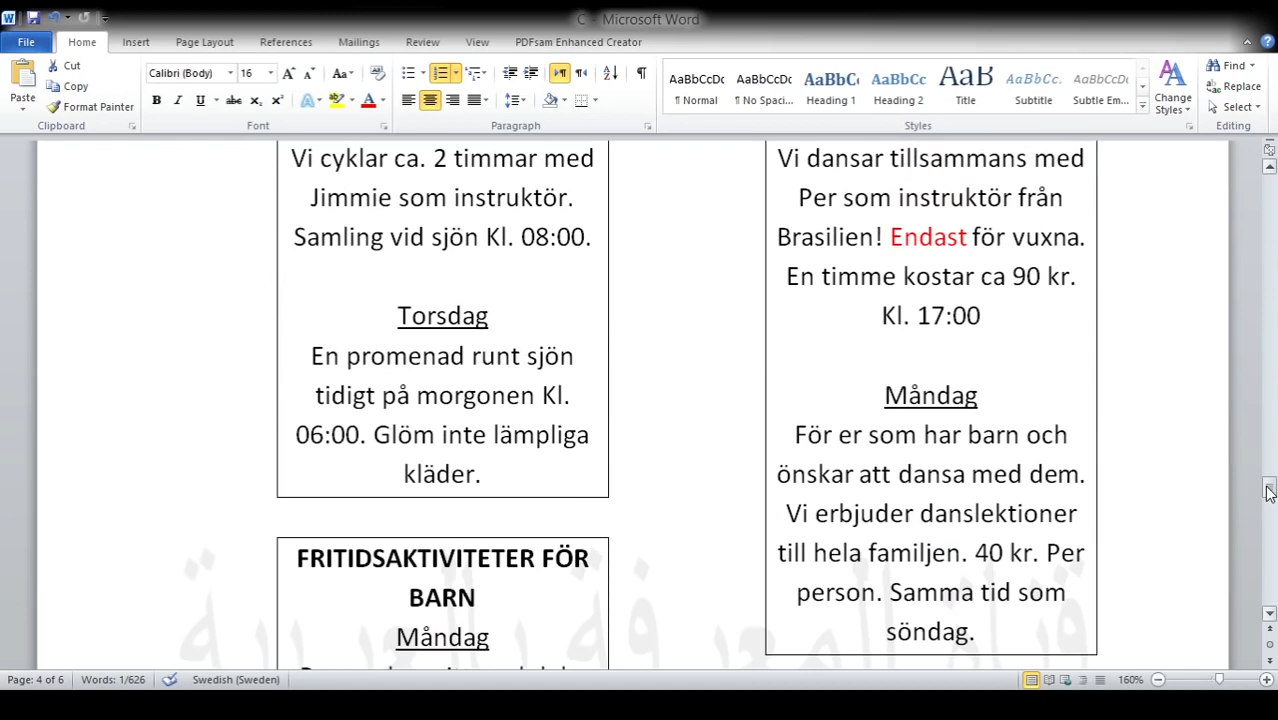 C - Microsoft Word
File Home Insert Page Layout References Mailings Review View PDFsam Enhanced Creator
Cut
Copy
Format Painter
Paste
Clipboard
Calibri (Body) 16
Font
Paragraph
AaBbCcDc AaBbCcDc AaBbC AaBbCc AaB AaBbCc. AaBbCcDc
¶ Normal ¶ No Spaci... Heading 1 Heading 2 Title Subtitle Subtle Em...
Change Styles
Styles
Find
Replace
Select
Editing
Vi cyklar ca. 2 timmar med
Jimmie som instruktör.
Samling vid sjön Kl. 08:00.
Torsdag
En promenad runt sjön
tidigt på morgonen Kl.
06:00. Glöm inte lämpliga
kläder.
FRITIDSAKTIVITETER FÖR
BARN
Måndag
Vi dansar tillsammans med
Per som instruktör från
Brasilien! Endast för vuxna.
En timme kostar ca 90 kr.
Kl. 17:00
Måndag
För er som har barn och
önskar att dansa med dem.
Vi erbjuder danslektioner
till hela familjen. 40 kr. Per
person. Samma tid som
söndag.
قناة المعرفة بالعربية
Page: 4 of 6 Words: 1/626 Swedish (Sweden) 160%